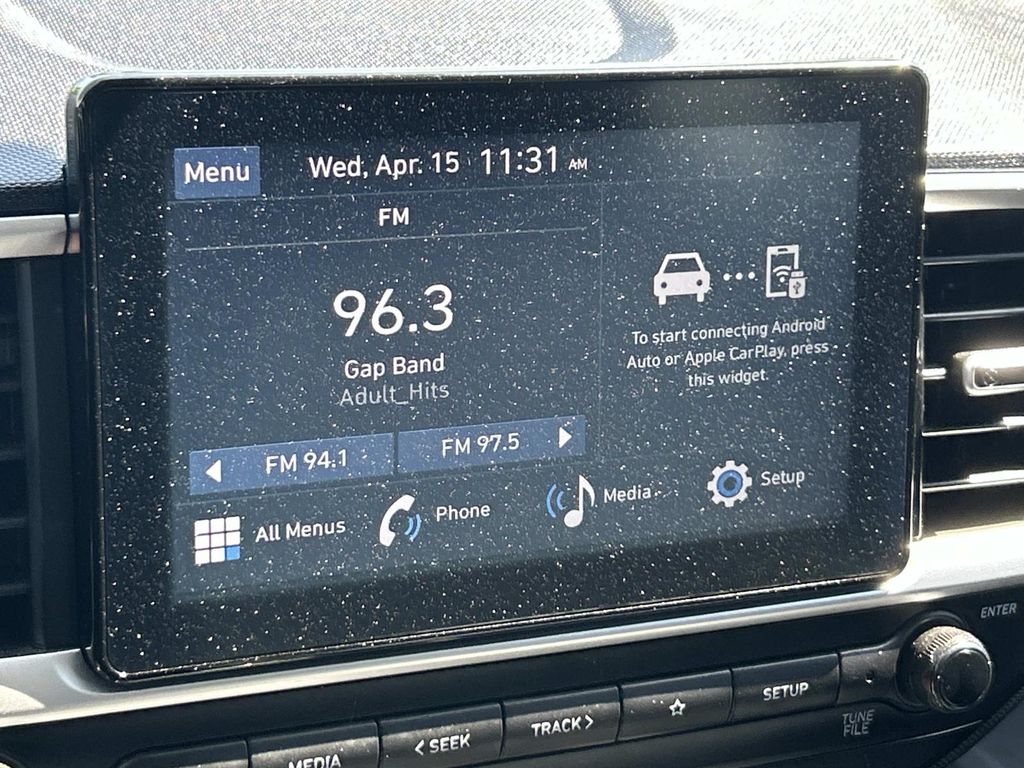 Menu
Wed, Apr. 15 11:31 AM
FM
96.3
Gap Band
Adult_Hits
To start connecting Android
Auto or Apple CarPlay, press
this widget.
FM 94.1
FM 97.5
All Menus
Phone
Media
Setup
ENTER
MEDIA
< SEEK
TRACK >
SETUP
TUNE
FILE